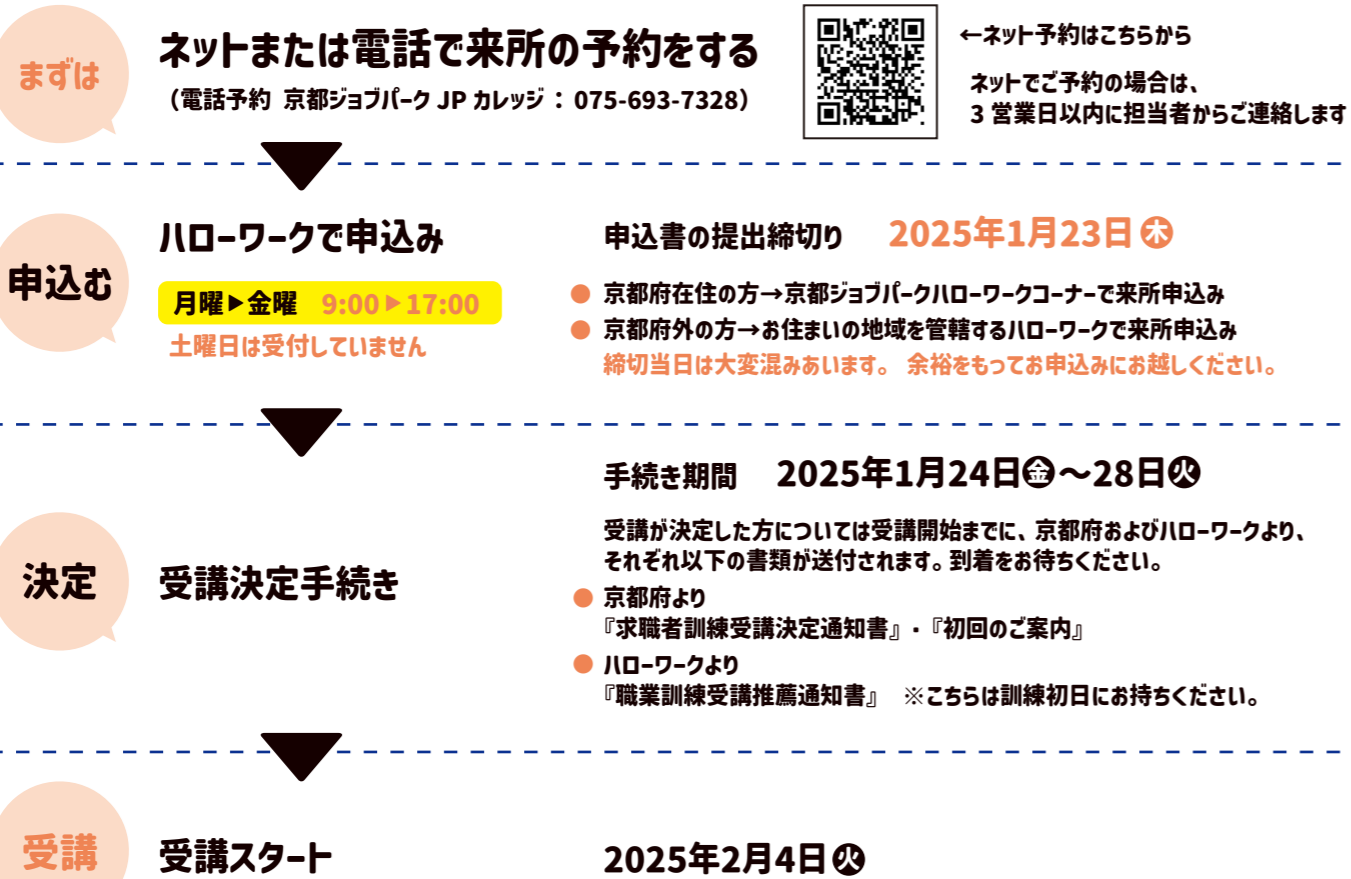 まずは
ネットまたは電話で来所の予約をする
（電話予約 京都ジョブパーク JP カレッジ：075-693-7328）
←ネット予約はこちらから
ネットでご予約の場合は、
3 営業日以内に担当者からご連絡します
申込む
ハローワークで申込み
月曜▶金曜 9:00▶17:00
土曜日は受付していません
申込書の提出締切り 2025年1月23日㊍
● 京都府在住の方→京都ジョブパークハローワークコーナーで来所申込み
● 京都府外の方→お住まいの地域を管轄するハローワークで来所申込み
締切当日は大変混みあいます。 余裕をもってお申込みにお越しください。
決定
受講決定手続き
手続き期間 2025年1月24日㊎～28日㊋
受講が決定した方については受講開始までに、京都府およびハローワークより、
それぞれ以下の書類が送付されます。到着をお待ちください。
● 京都府より
『求職者訓練受講決定通知書』・『初回のご案内』
● ハローワークより
『職業訓練受講推薦通知書』 ※こちらは訓練初日にお持ちください。
受講
受講スタート
2025年2月4日㊋